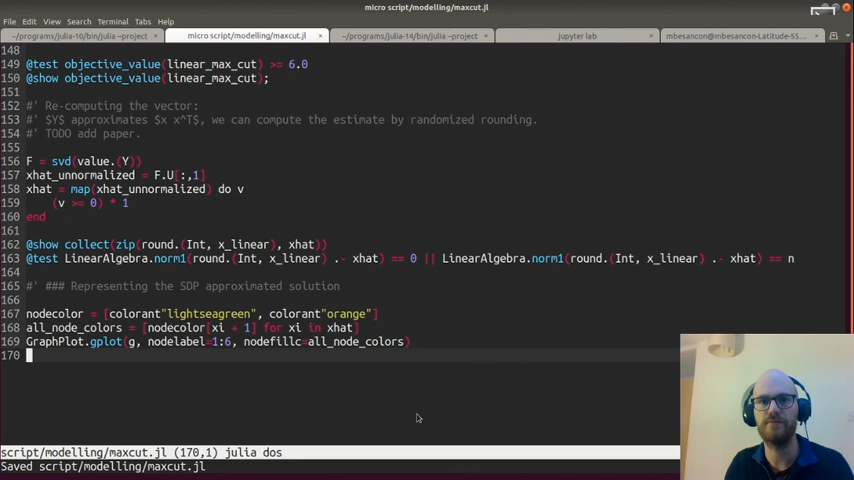 micro script/modelling/maxcut.jl
File Edit View Search Terminal Tabs Help
~/programs/julia-10/bin/julia –project × micro script/modelling/maxcut.jl × ~/programs/julia-14/bin/julia –project × jupyter lab × mbesancon@mbesancon-Latitude-55... ×
148
149 @test objective_value(linear_max_cut) >= 6.0
150 @show objective_value(linear_max_cut);
151
152 #' Re-computing the vector:
153 #' $Y$ approximates $x x^T$, we can compute the estimate by randomized rounding.
154 #' TODO add paper.
155
156 F = svd(value.(Y))
157 xhat_unnormalized = F.U[:,1]
158 xhat = map(xhat_unnormalized) do v
159 (v >= 0) * 1
160 end
161
162 @show collect(zip(round.(Int, x_linear), xhat))
163 @test LinearAlgebra.norm1(round.(Int, x_linear) .- xhat) == 0 || LinearAlgebra.norm1(round.(Int, x_linear) .- xhat) == n
164
165 #' ### Representing the SDP approximated solution
166
167 nodecolor = [colorant"lightseagreen", colorant"orange"]
168 all_node_colors = [nodecolor[xi + 1] for xi in xhat]
169 GraphPlot.gplot(g, nodelabel=1:6, nodefillc=all_node_colors)
170
script/modelling/maxcut.jl (170,1) julia dos
Saved script/modelling/maxcut.jl